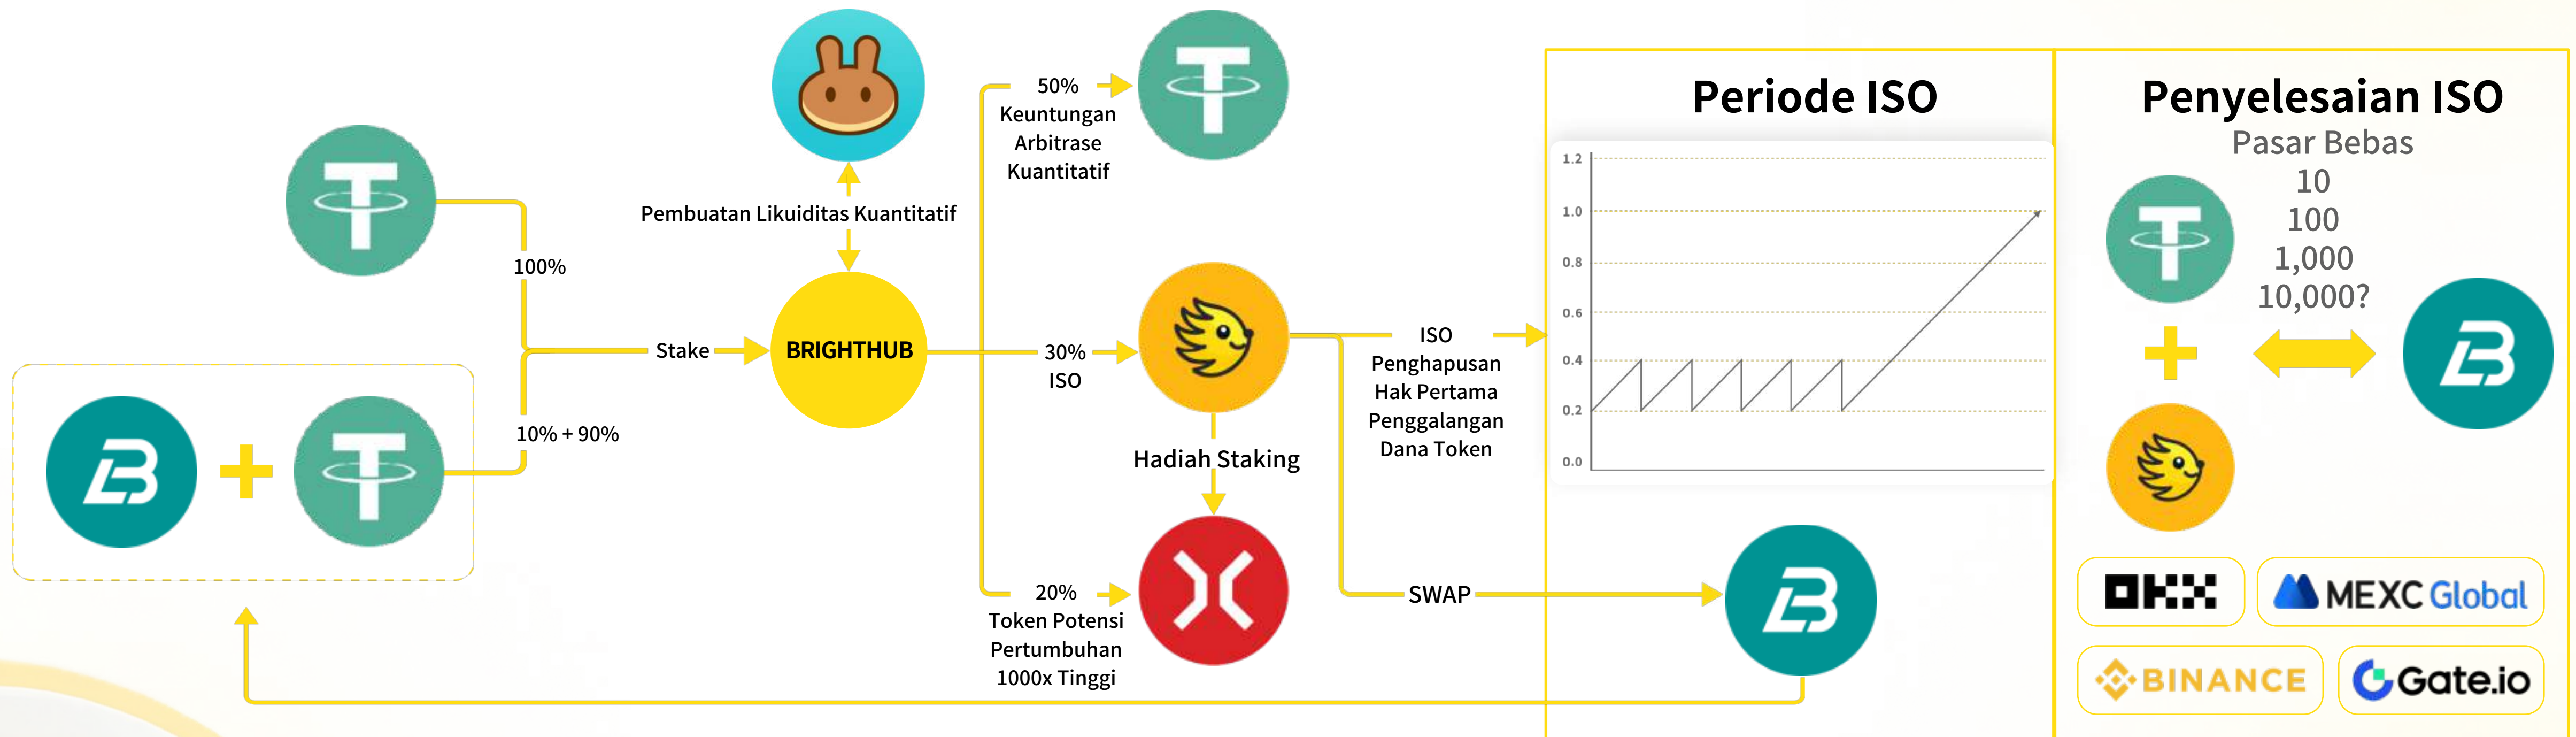 100%
10% + 90%
Stake
Pembuatan Likuiditas Kuantitatif
BRIGHTHUB
50%
Keuntungan
Arbitrase
Kuantitatif
30%
ISO
Hadiah Staking
20%
Token Potensi
Pertumbuhan
1000x Tinggi
ISO
Penghapusan
Hak Pertama
Penggalangan
Dana Token
SWAP
Periode ISO
1.2
1.0
0.8
0.6
0.4
0.2
0.0
Penyelesaian ISO
Pasar Bebas
10
100
1,000
10,000?
OKX
MEXC Global
BINANCE
Gate.io